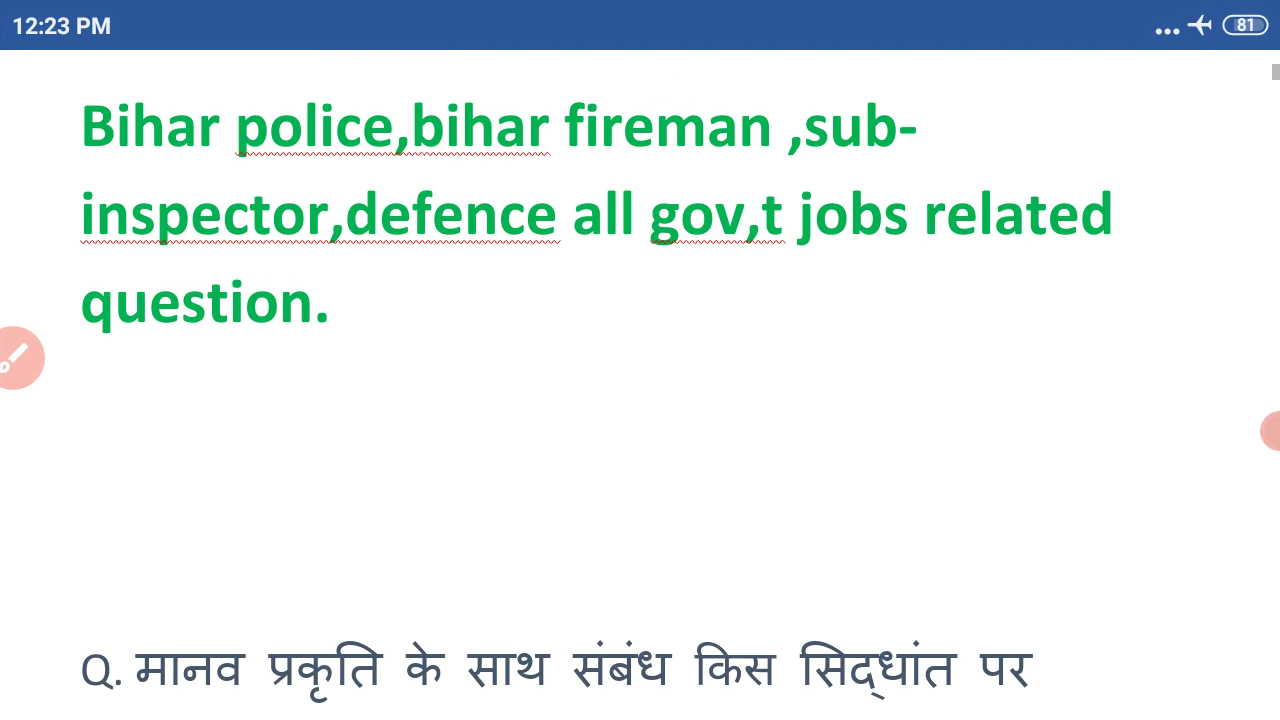 12:23 PM
81
Bihar police,bihar fireman ,sub-
inspector,defence all gov,t jobs related
question.
Q. मानव प्रकृति के साथ संबंध किस सिद्धांत पर